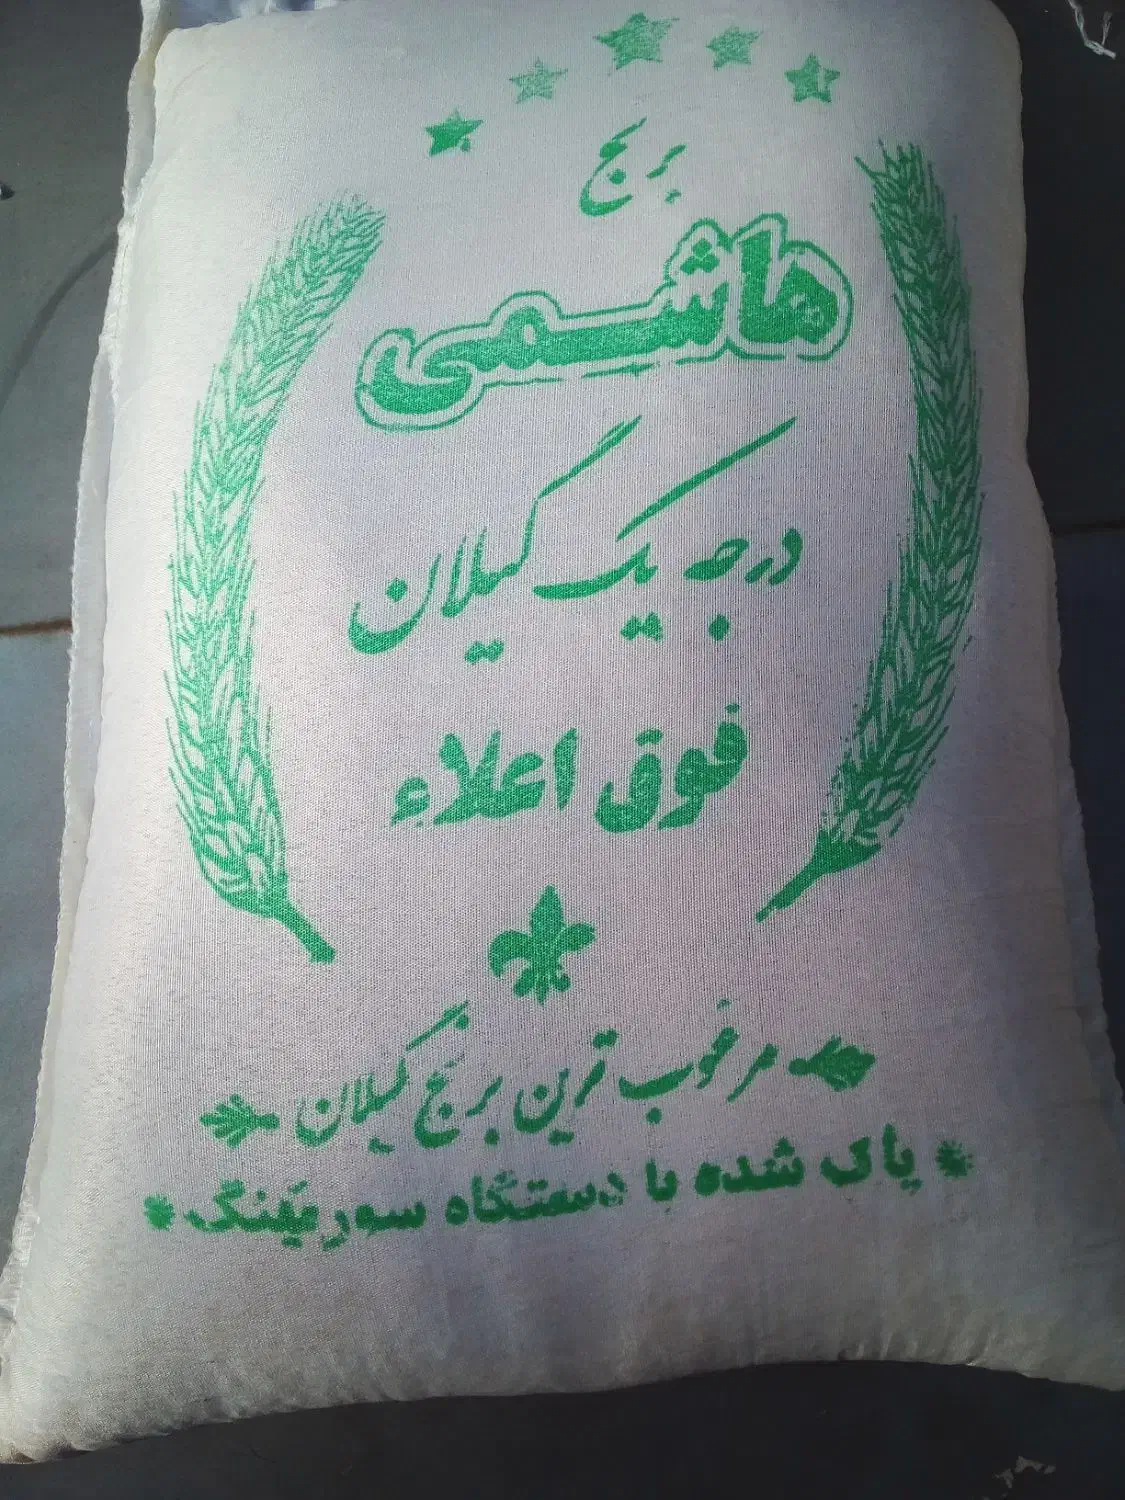 برنج
هاشمی
درجه یک گیلان
فوق اعلاء
مرغوب ترین برنج گیلان
پاک شده با دستگاه سورتینگ